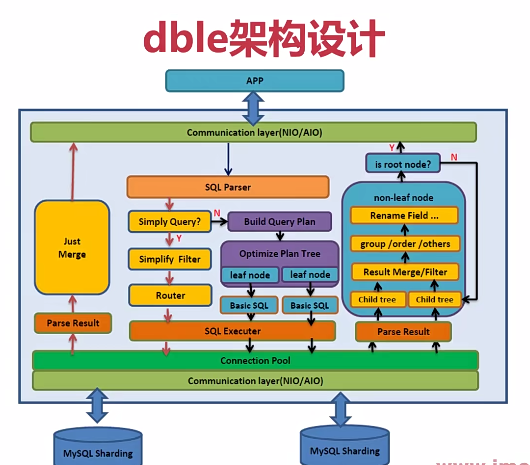 dble架构设计
APP
Communication layer(NIO/AIO)
Y
is root node?
N
SQL Parser
non-leaf node
Rename Field ...
Simply Query?
N
Build Query Plan
Just
Merge
Y
group /order /others
Simplify Filter
Optimize Plan Tree
Result Merge/Filter
leaf node
leaf node
Router
Basic SQL
Basic SQL
Child tree
Child tree
Parse Result
SQL Executer
Parse Result
Connection Pool
Communication layer(NIO/AIO)
MySQL Sharding
MySQL Sharding